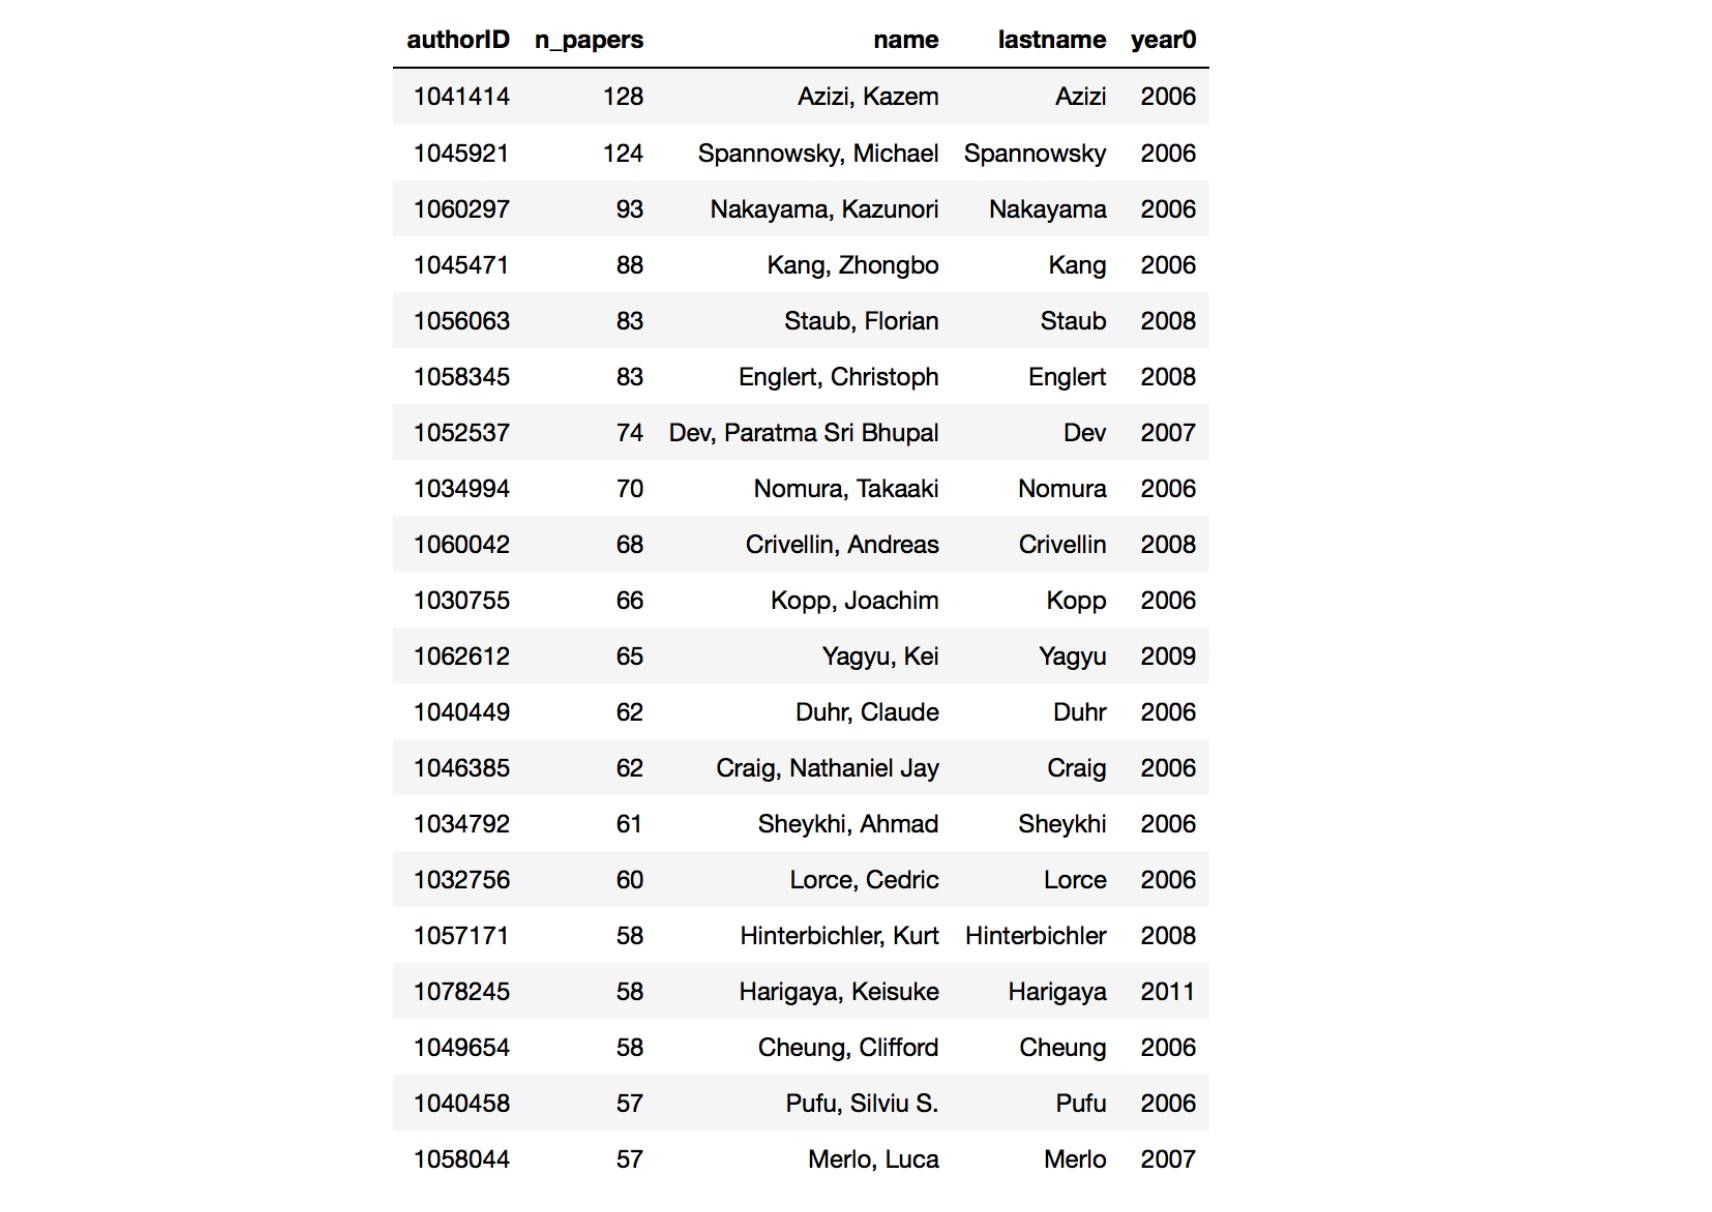 authorID n_papers name lastname year0
1041414 128 Azizi, Kazem Azizi 2006
1045921 124 Spannowsky, Michael Spannowsky 2006
1060297 93 Nakayama, Kazunori Nakayama 2006
1045471 88 Kang, Zhongbo Kang 2006
1056063 83 Staub, Florian Staub 2008
1058345 83 Englert, Christoph Englert 2008
1052537 74 Dev, Paratma Sri Bhupal Dev 2007
1034994 70 Nomura, Takaaki Nomura 2006
1060042 68 Crivellin, Andreas Crivellin 2008
1030755 66 Kopp, Joachim Kopp 2006
1062612 65 Yagyu, Kei Yagyu 2009
1040449 62 Duhr, Claude Duhr 2006
1046385 62 Craig, Nathaniel Jay Craig 2006
1034792 61 Sheykhi, Ahmad Sheykhi 2006
1032756 60 Lorce, Cedric Lorce 2006
1057171 58 Hinterbichler, Kurt Hinterbichler 2008
1078245 58 Harigaya, Keisuke Harigaya 2011
1049654 58 Cheung, Clifford Cheung 2006
1040458 57 Pufu, Silviu S. Pufu 2006
1058044 57 Merlo, Luca Merlo 2007